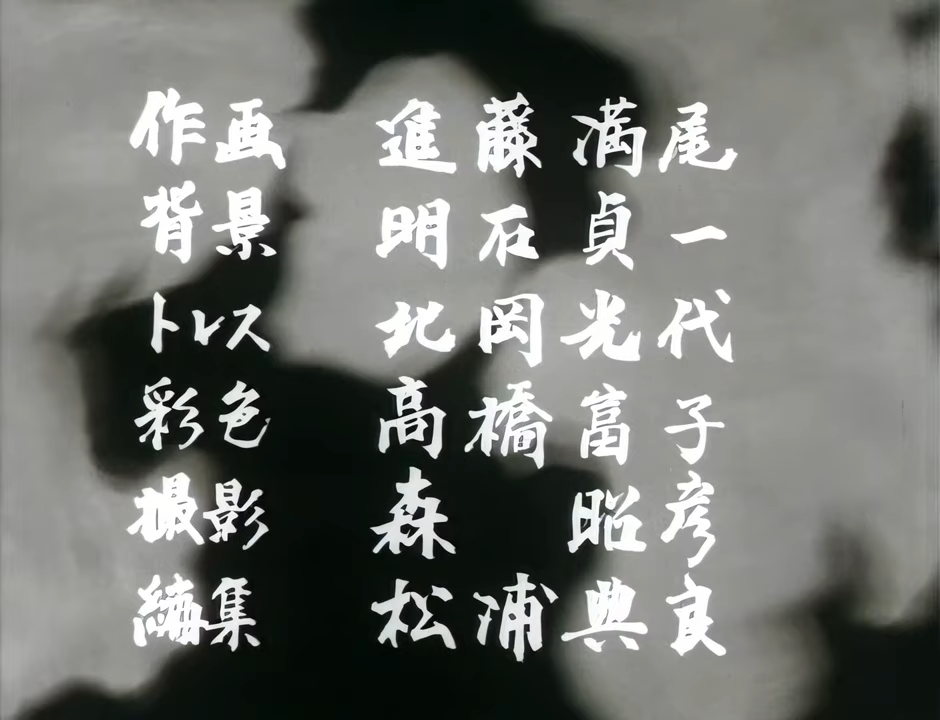 作画 進藤満尾
背景 明石貞一
トレス 北岡光代
彩色 高橋富子
撮影 森 昭彦
編集 松浦典良